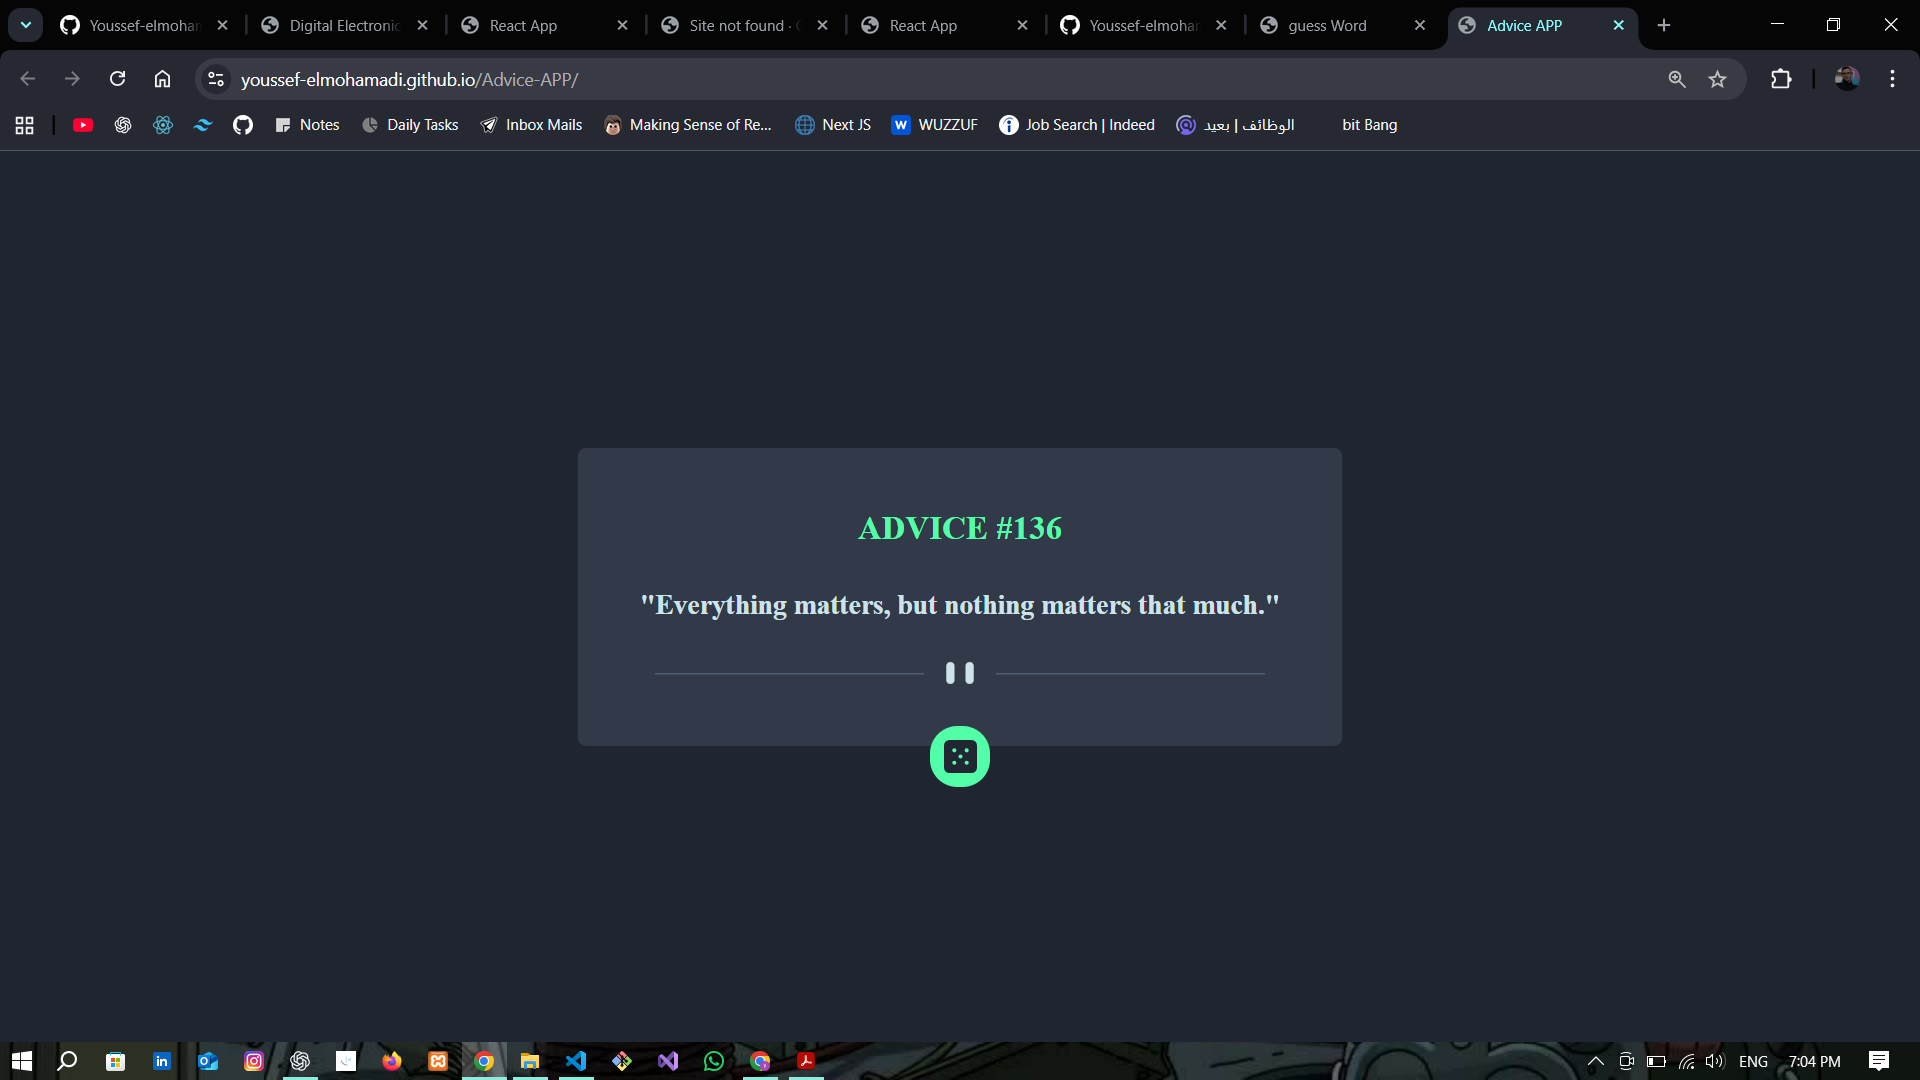 Youssef-elmohan
Digital Electronic
React App
Site not found ·
React App
Youssef-elmohan
guess Word
Advice APP
youssef-elmohamadi.github.io/Advice-APP/
Notes
Daily Tasks
Inbox Mails
Making Sense of Re...
Next JS
WUZZUF
Job Search | Indeed
الوظائف | بعيد
bit Bang
ADVICE #136
"Everything matters, but nothing matters that much."
ENG
7:04 PM